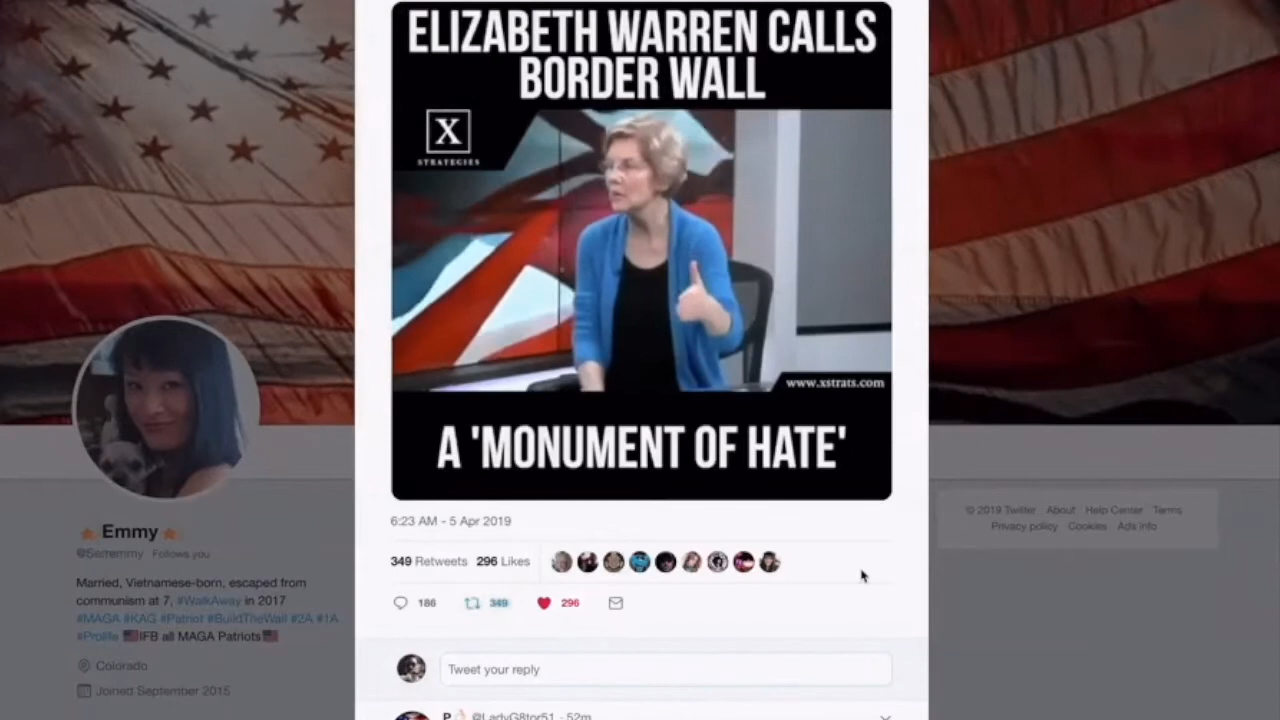 ELIZABETH WARREN CALLS
BORDER WALL
X
STRATEGIES
www.xstrats.com
A 'MONUMENT OF HATE'
6:23 AM - 5 Apr 2019
349 Retweets 296 Likes
186 349 296
Tweet your reply
P @LadyG8tor51 · 52m
Emmy
@Serremmy Follows you
Married, Vietnamese-born, escaped from
communism at 7, #WalkAway in 2017
#MAGA #KAG #Patriot #BuildTheWall #2A #1A
#Prolife IFB all MAGA Patriots
Colorado
Joined September 2015
© 2019 Twitter About Help Center Terms
Privacy policy Cookies Ads info